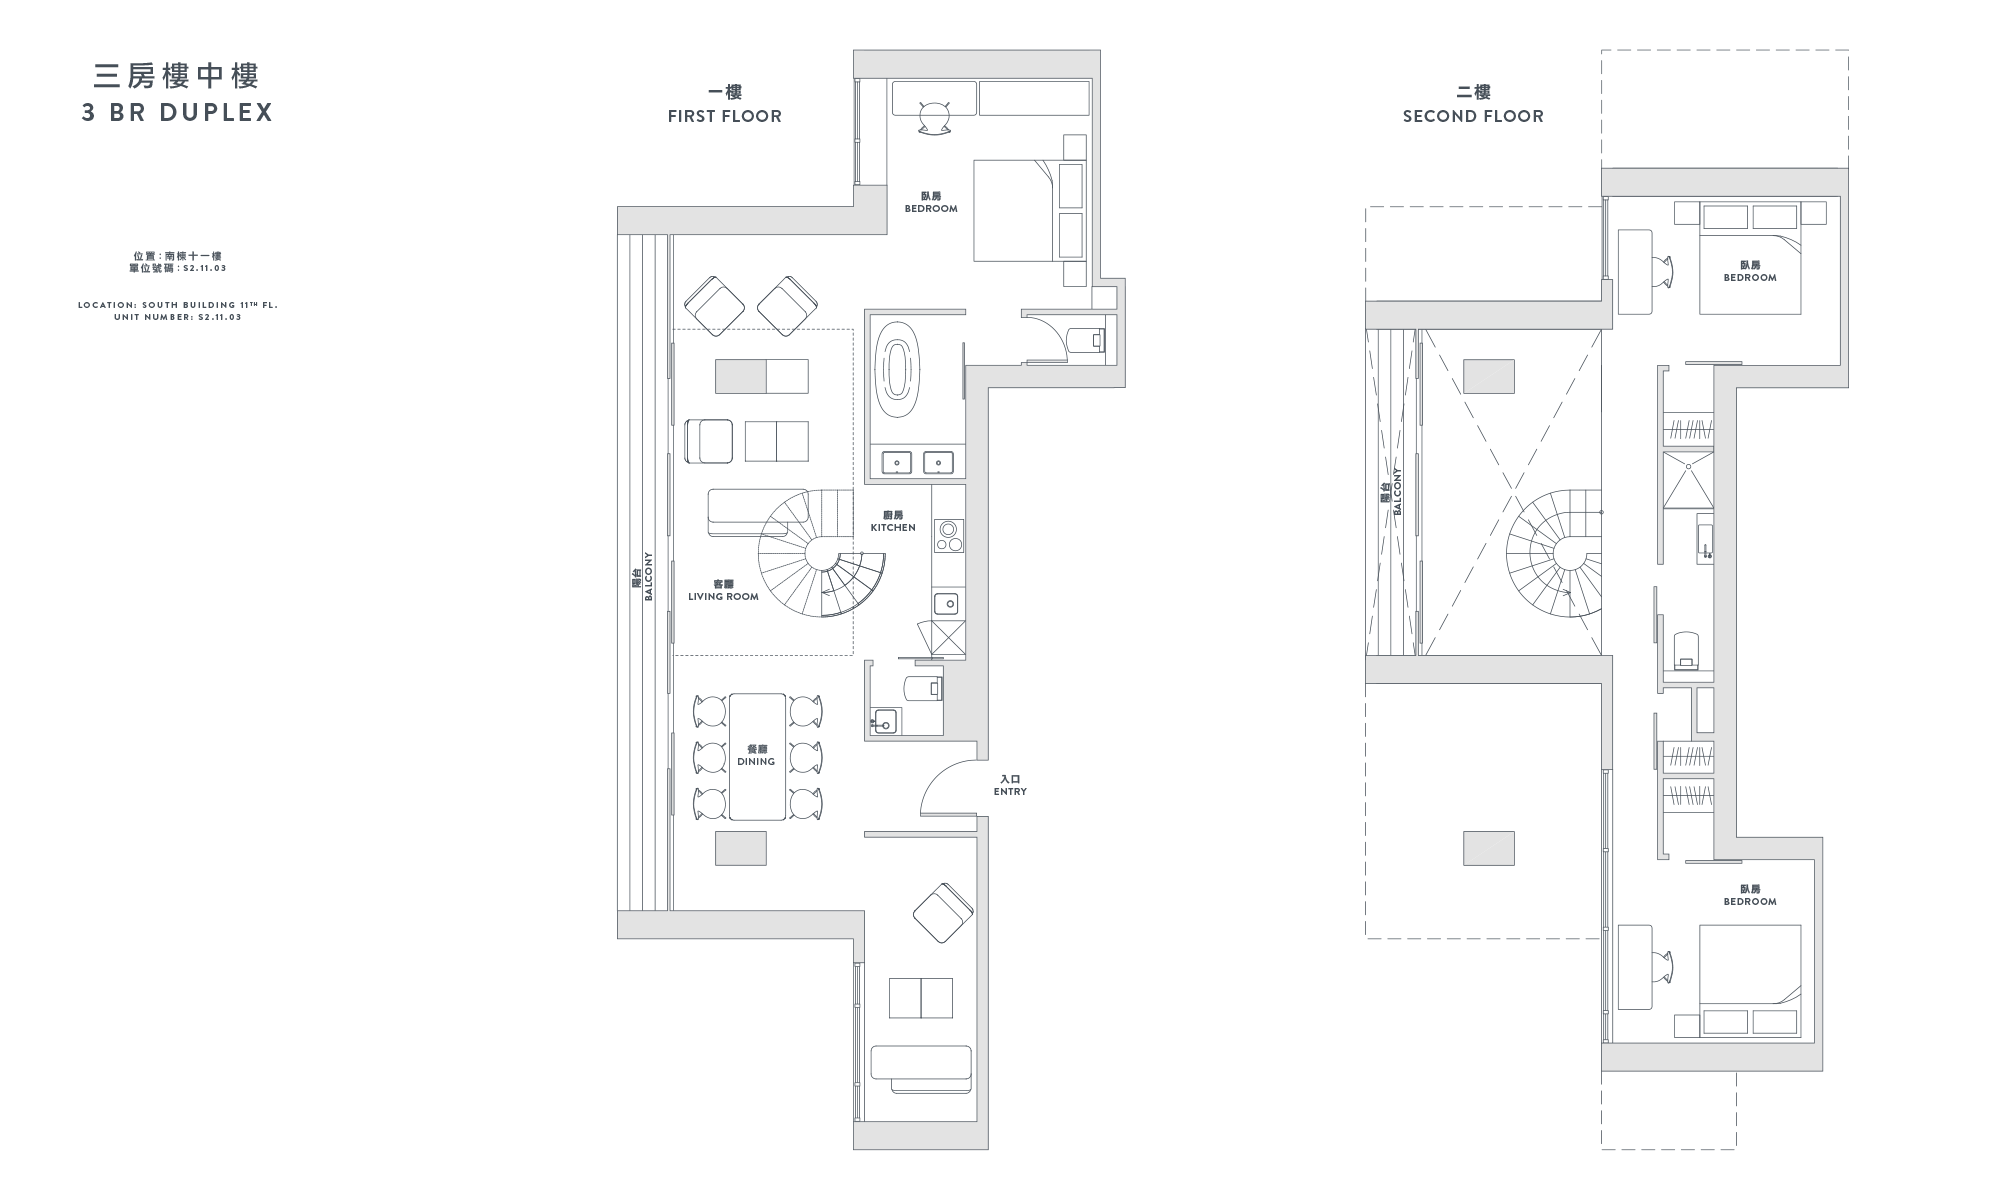 三房樓中樓
3 BR DUPLEX
位置：南棟十一樓
單位號碼：S2.11.03
LOCATION: SOUTH BUILDING 11TH FL.
UNIT NUMBER: S2.11.03
一樓
FIRST FLOOR
臥房
BEDROOM
廚房
KITCHEN
陽台
BALCONY
客廳
LIVING ROOM
餐廳
DINING
入口
ENTRY
二樓
SECOND FLOOR
臥房
BEDROOM
陽台
BALCONY
臥房
BEDROOM